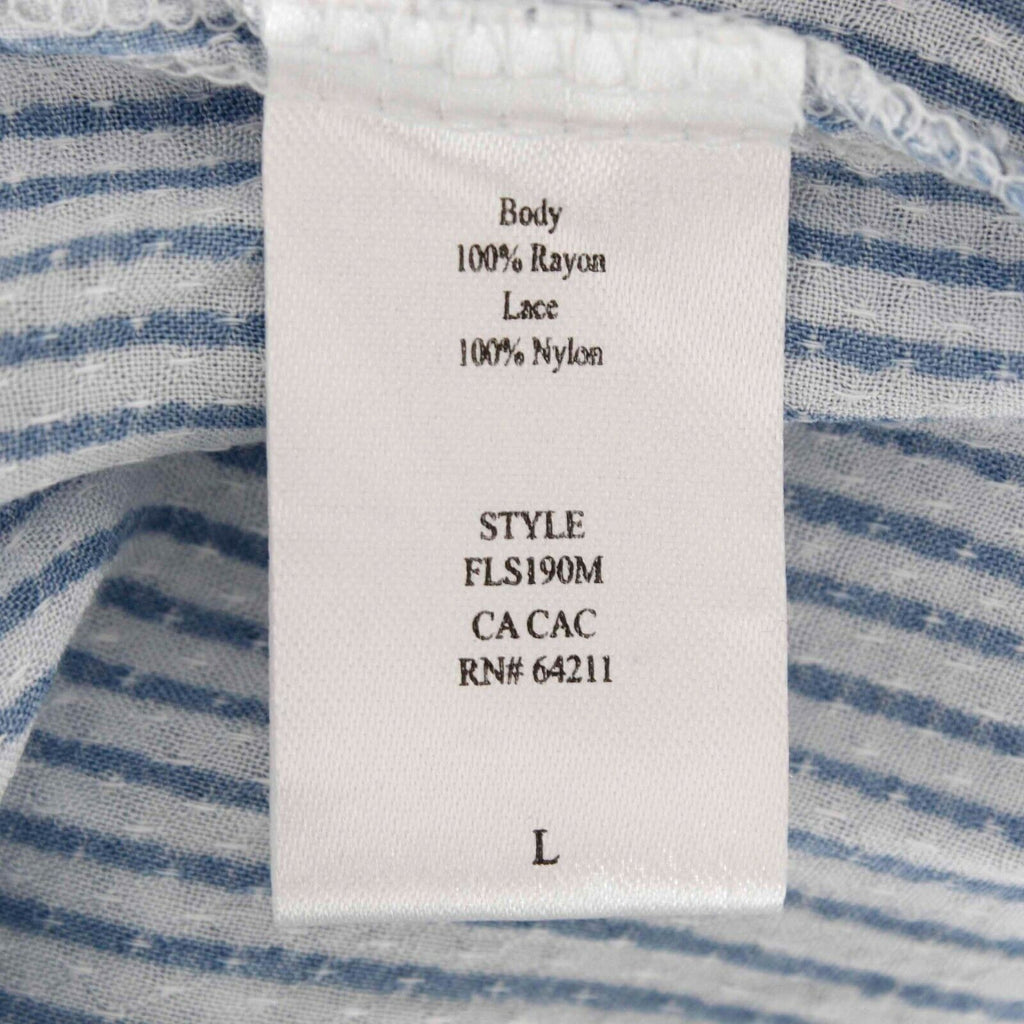 Body
100% Rayon
Lace
100% Nylon
STYLE
FLS190M
CA CAC
RN# 64211
L